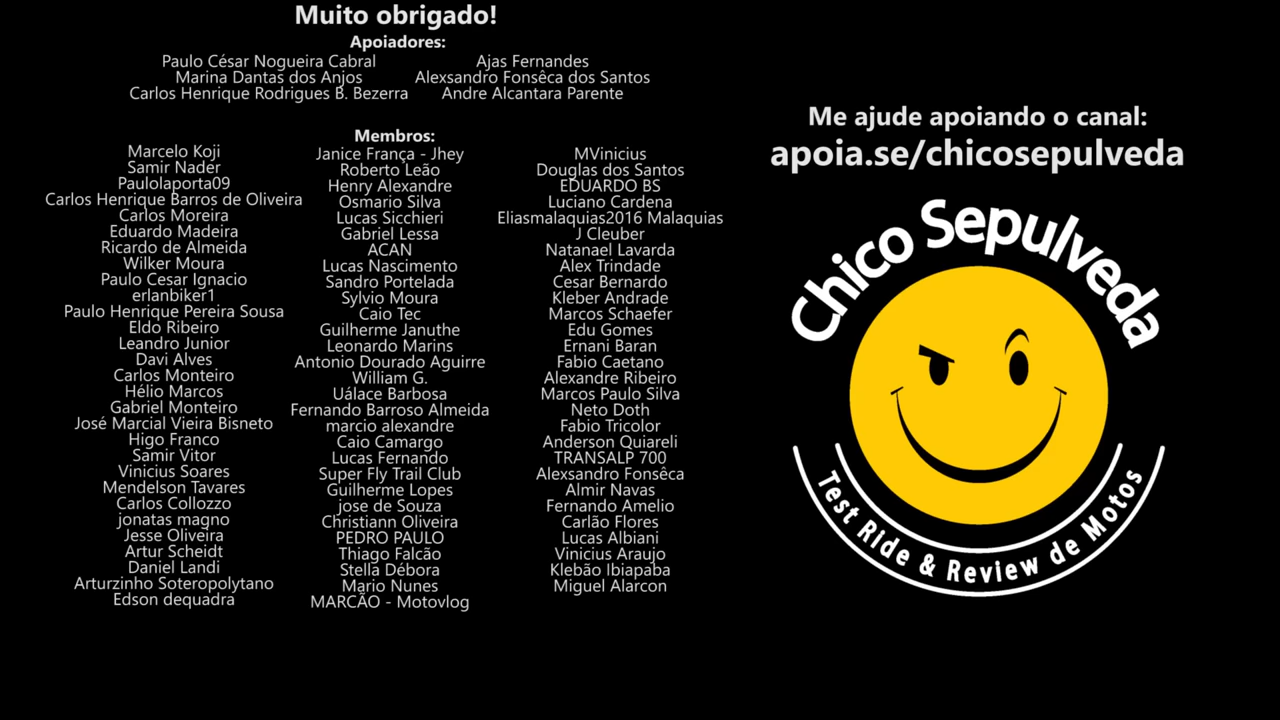 Muito obrigado!
Apoiadores:
Paulo César Nogueira Cabral
Marina Dantas dos Anjos
Carlos Henrique Rodrigues B. Bezerra
Ajas Fernandes
Alexsandro Fonsêca dos Santos
Andre Alcantara Parente
Membros:
Marcelo Koji
Samir Nader
Paulolaporta09
Carlos Henrique Barros de Oliveira
Carlos Moreira
Eduardo Madeira
Ricardo de Almeida
Wilker Moura
Paulo Cesar Ignacio
erlanbiker1
Paulo Henrique Pereira Sousa
Eldo Ribeiro
Leandro Junior
Davi Alves
Carlos Monteiro
Hélio Marcos
Gabriel Monteiro
José Marcial Vieira Bisneto
Higo Franco
Samir Vitor
Vinicius Soares
Mendelson Tavares
Carlos Collozzo
jonatas magno
Jesse Oliveira
Artur Scheidt
Daniel Landi
Arturzinho Soteropolytano
Edson dequadra
Janice França - Jhey
Roberto Leão
Henry Alexandre
Osmario Silva
Lucas Sicchieri
Gabriel Lessa
ACAN
Lucas Nascimento
Sandro Portelada
Sylvio Moura
Caio Tec
Guilherme Januthe
Leonardo Marins
Antonio Dourado Aguirre
William G.
Uálace Barbosa
Fernando Barroso Almeida
marcio alexandre
Caio Camargo
Lucas Fernando
Super Fly Trail Club
Guilherme Lopes
jose de Souza
Christiann Oliveira
PEDRO PAULO
Thiago Falcão
Stella Débora
Mario Nunes
MARCÃO - Motovlog
MVinicius
Douglas dos Santos
EDUARDO BS
Luciano Cardena
Eliasmalaquias2016 Malaquias
J Cleuber
Natanael Lavarda
Alex Trindade
Cesar Bernardo
Kleber Andrade
Marcos Schaefer
Edu Gomes
Ernani Baran
Fabio Caetano
Alexandre Ribeiro
Marcos Paulo Silva
Neto Doth
Fabio Tricolor
Anderson Quiareli
TRANSALP 700
Alexsandro Fonsêca
Almir Navas
Fernando Amelio
Carlão Flores
Lucas Albiani
Vinicius Araujo
Klebão Ibiapaba
Miguel Alarcon
Me ajude apoiando o canal:
apoia.se/chicosepulveda
Chico Sepulveda
Test Ride & Review de Motos